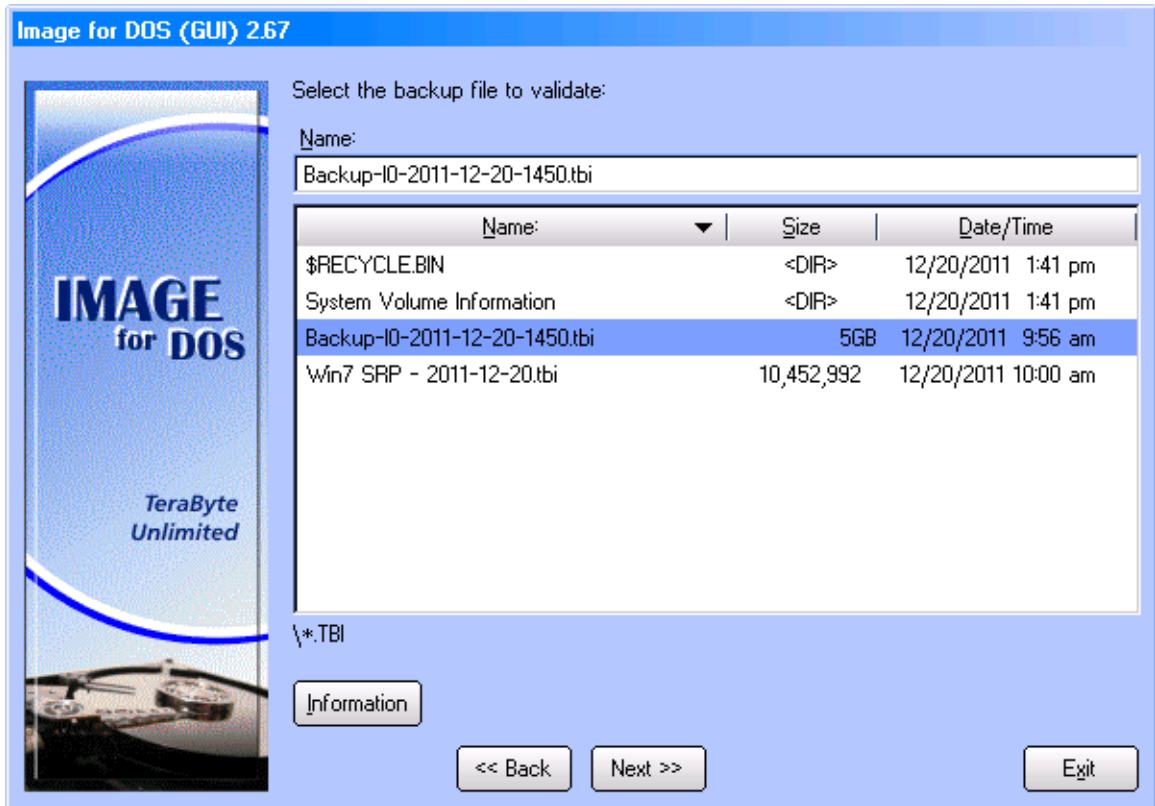 Image for DOS (GUI) 2.67
Select the backup file to validate:
Name:
Backup-I0-2011-12-20-1450.tbi
Name: Size Date/Time
$RECYCLE.BIN <DIR> 12/20/2011 1:41 pm
System Volume Information <DIR> 12/20/2011 1:41 pm
Backup-I0-2011-12-20-1450.tbi 5GB 12/20/2011 9:56 am
Win7 SRP - 2011-12-20.tbi 10,452,992 12/20/2011 10:00 am
IMAGE
for DOS
TeraByte
Unlimited
\*.TBI
Information
<< Back Next >> Exit